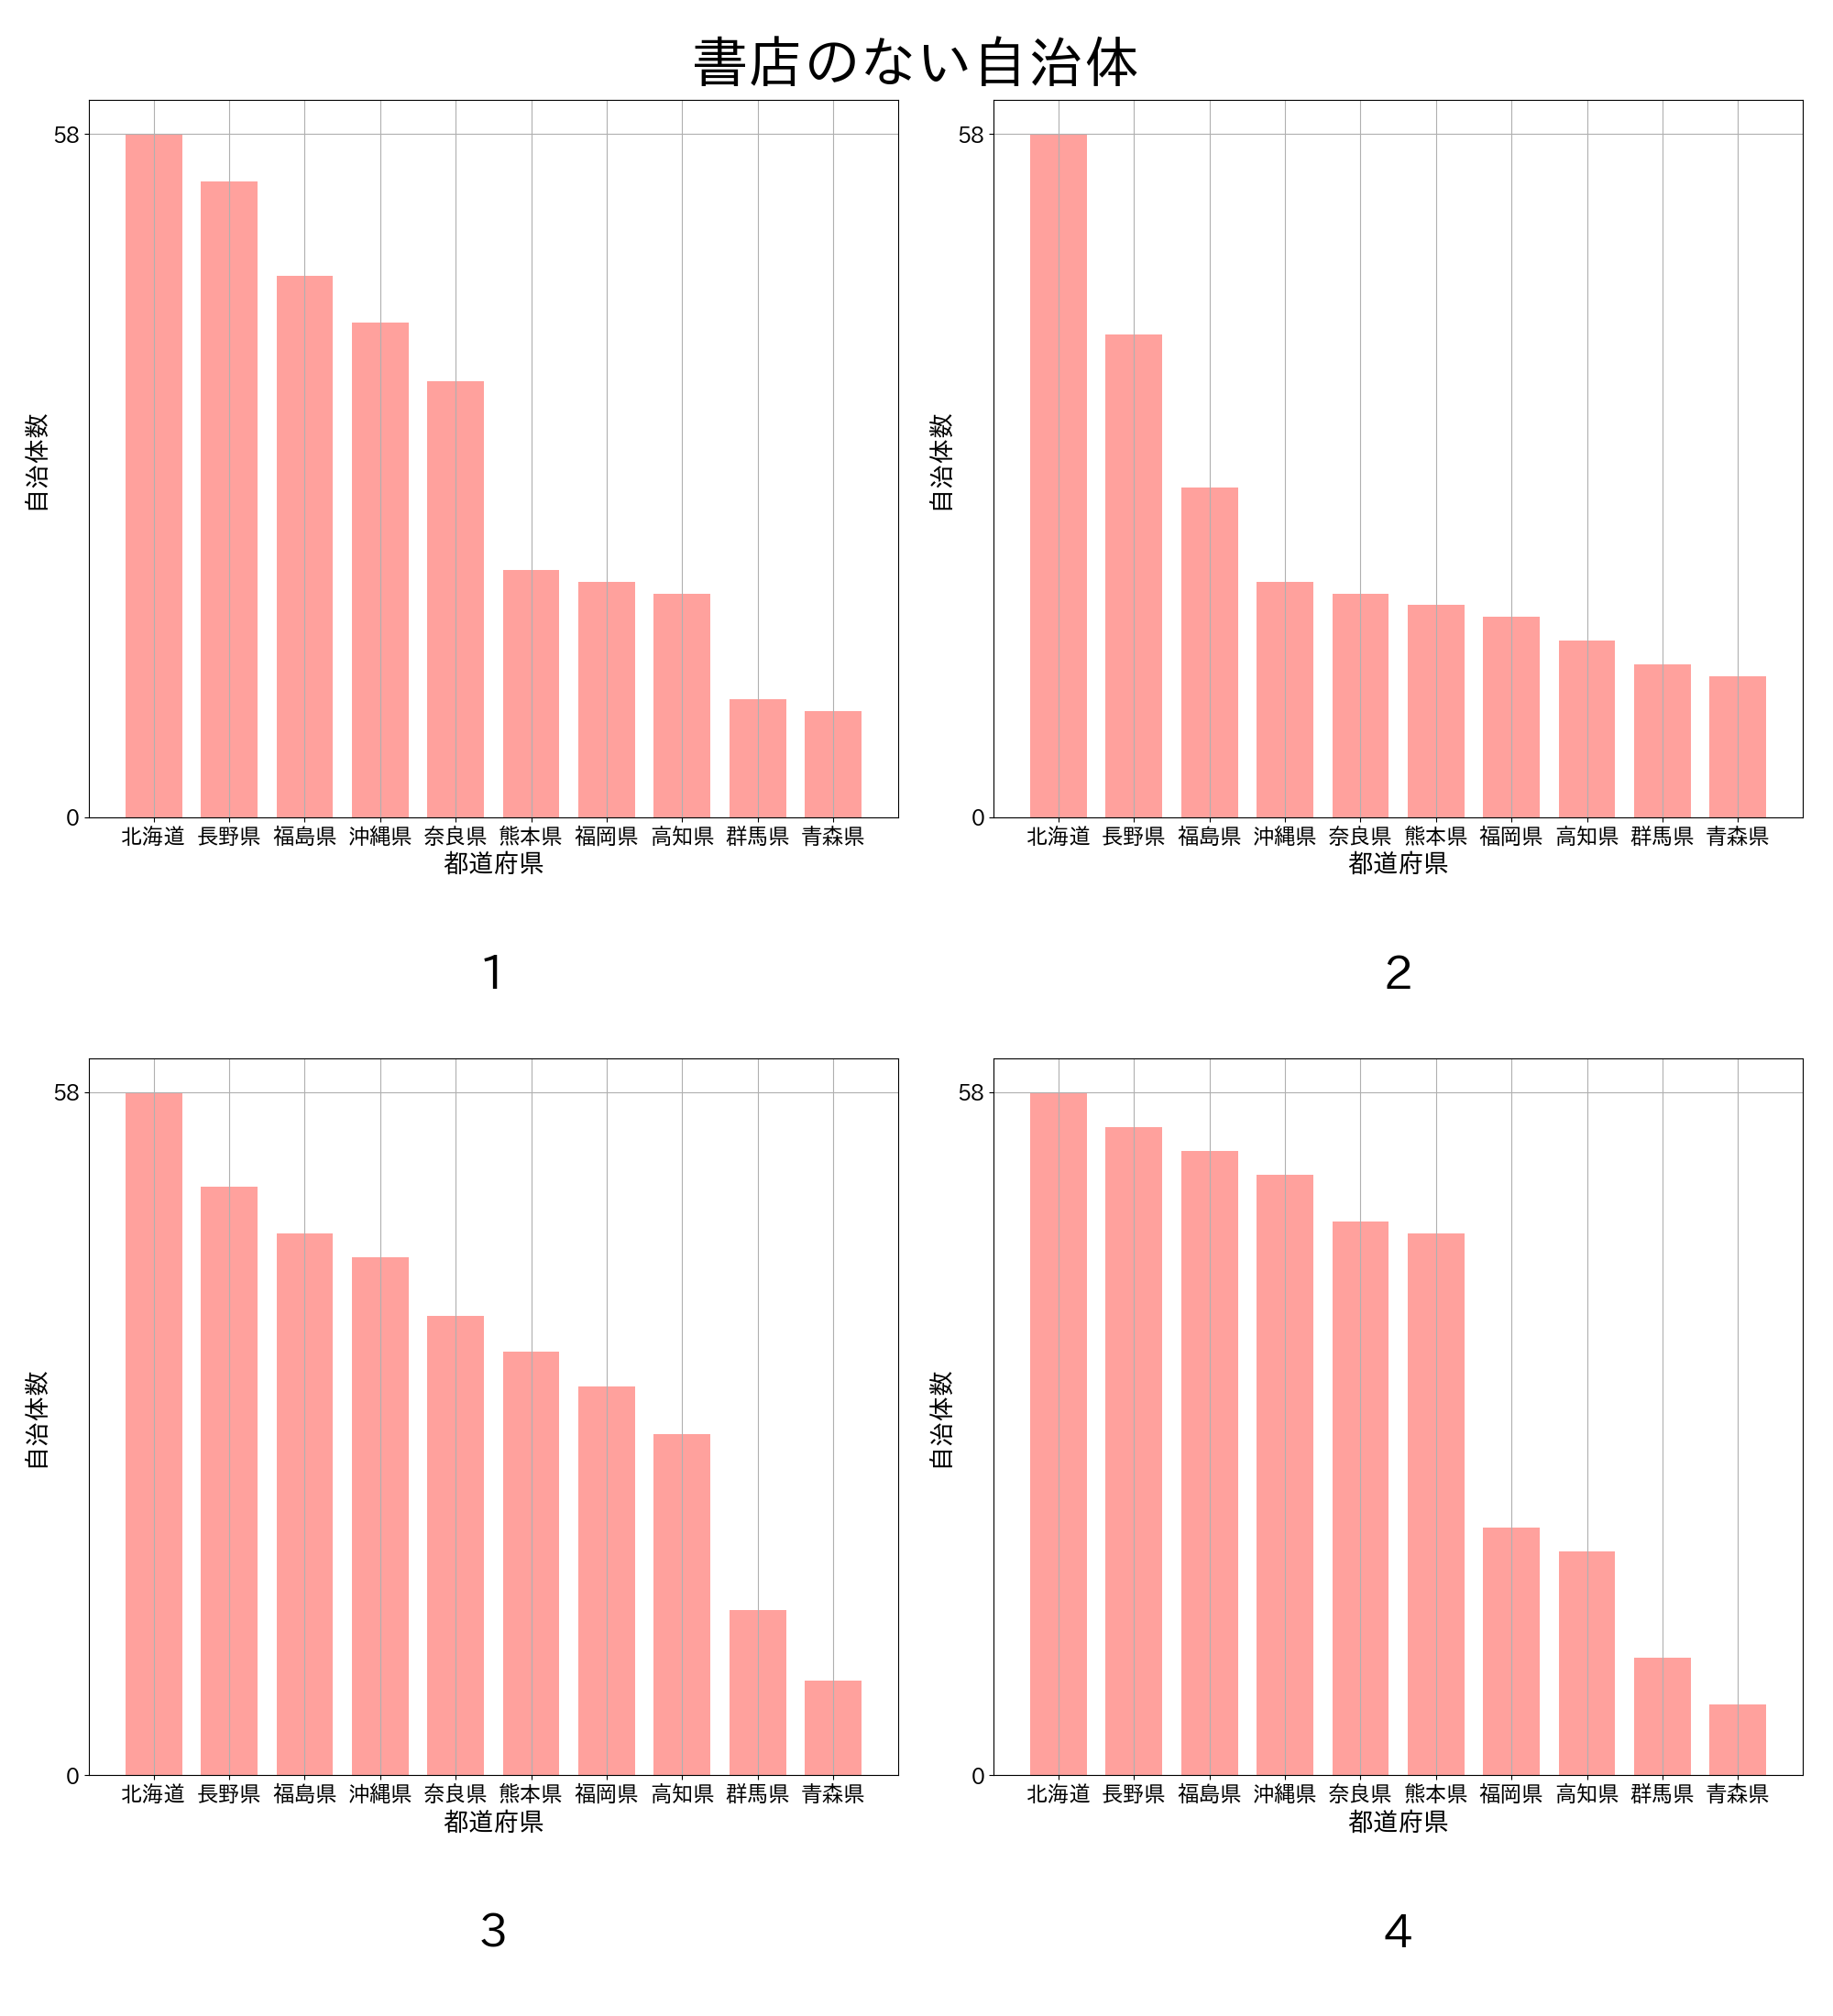 書店のない自治体
58
0
自治体数
北海道 長野県 福島県 沖縄県 奈良県 熊本県 福岡県 高知県 群馬県 青森県
都道府県
1
58
0
自治体数
北海道 長野県 福島県 沖縄県 奈良県 熊本県 福岡県 高知県 群馬県 青森県
都道府県
2
58
0
自治体数
北海道 長野県 福島県 沖縄県 奈良県 熊本県 福岡県 高知県 群馬県 青森県
都道府県
3
58
0
自治体数
北海道 長野県 福島県 沖縄県 奈良県 熊本県 福岡県 高知県 群馬県 青森県
都道府県
4